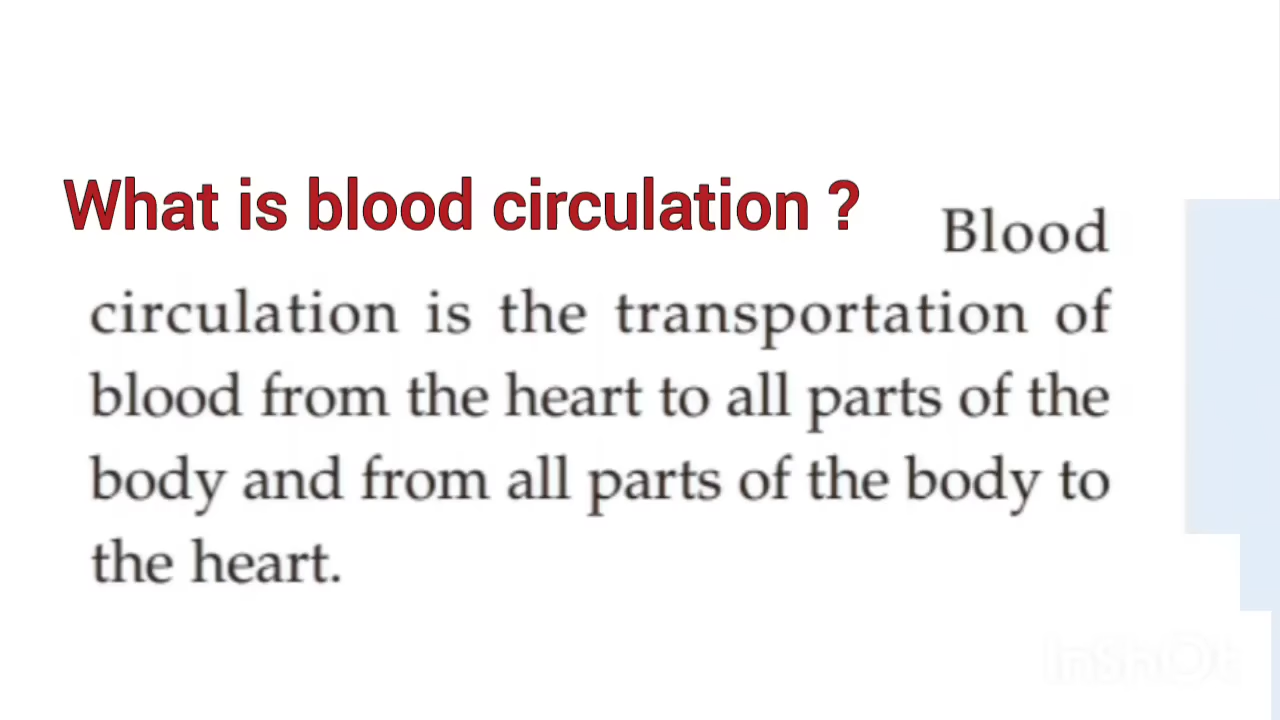 What is blood circulation ?
Blood
circulation is the transportation of
blood from the heart to all parts of the
body and from all parts of the body to
the heart.
InShOt